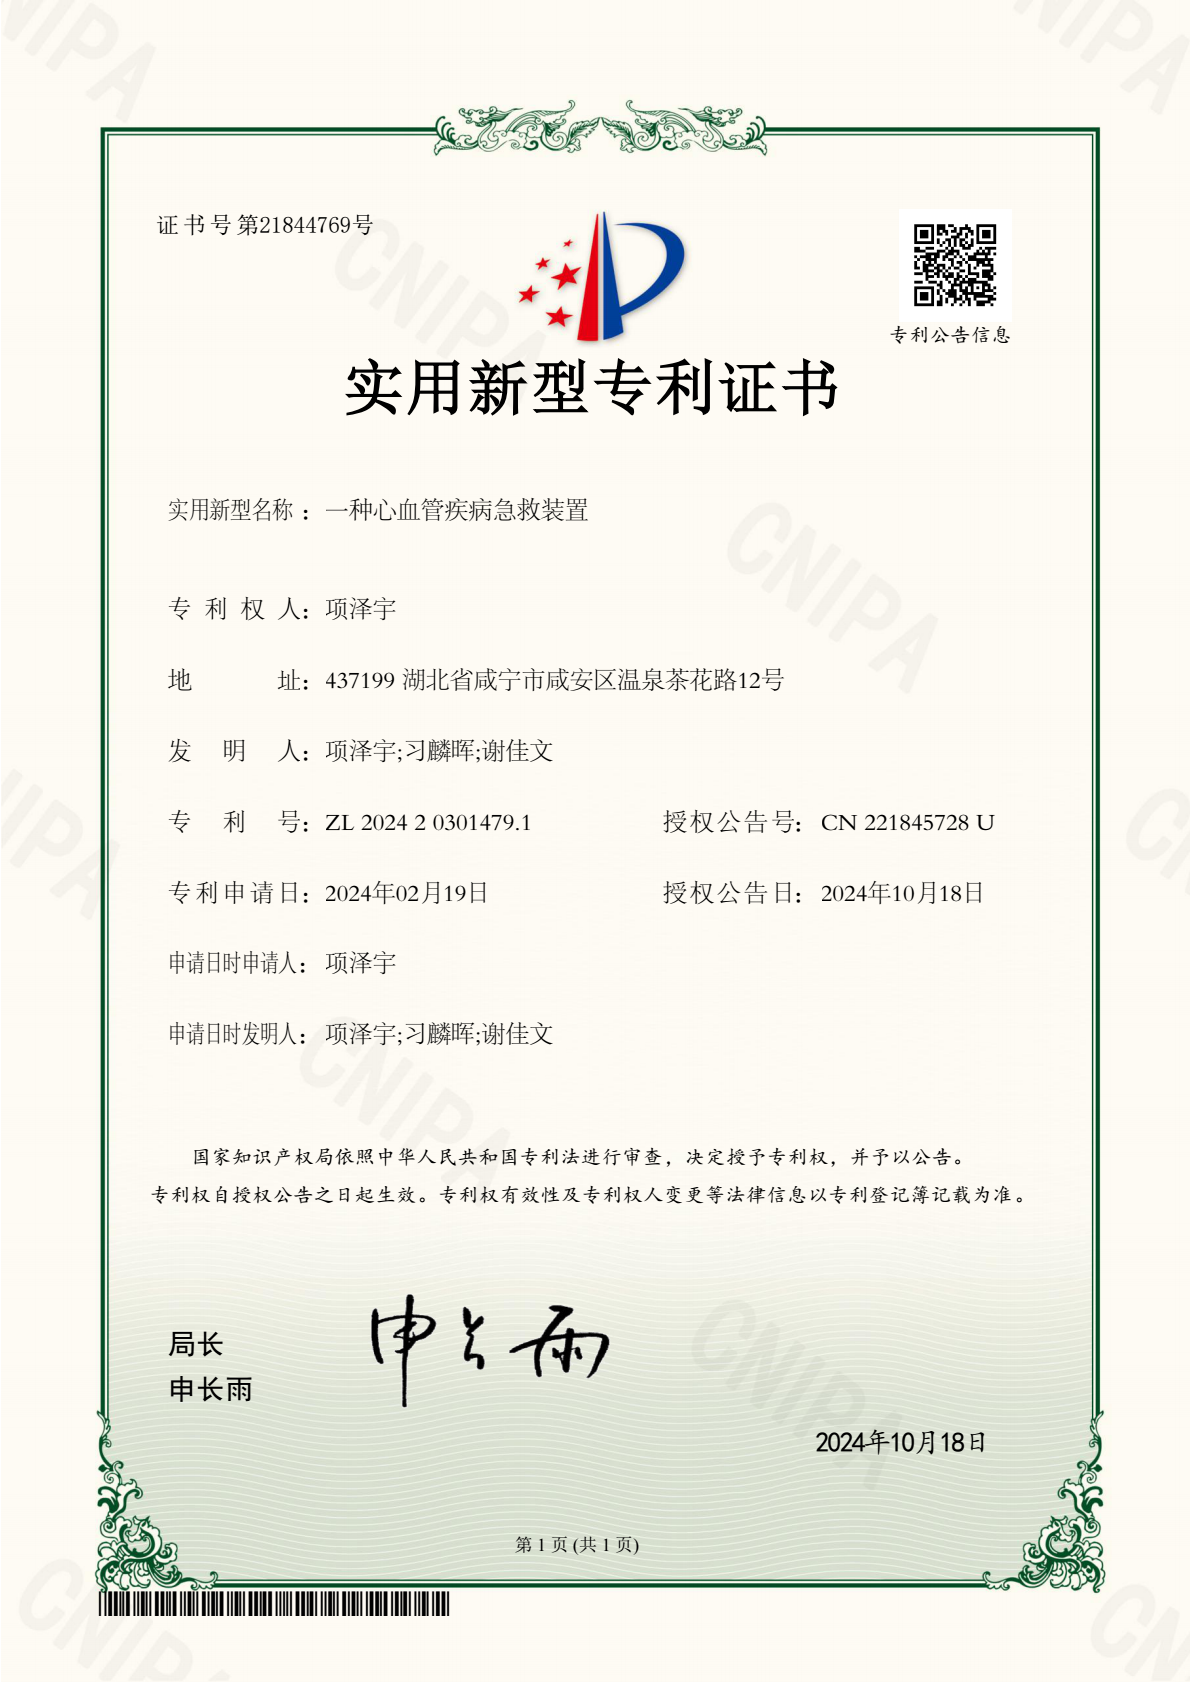 证书号第21844769号
专利公告信息
实用新型专利证书
实用新型名称：一种心血管疾病急救装置
专利权人：项泽宇
地址：437199 湖北省咸宁市咸安区温泉茶花路12号
发明人：项泽宇;习麟晖;谢佳文
专利号：ZL 2024 2 0301479.1 授权公告号：CN 221845728 U
专利申请日：2024年02月19日 授权公告日：2024年10月18日
申请日时申请人：项泽宇
申请日时发明人：项泽宇;习麟晖;谢佳文
国家知识产权局依照中华人民共和国专利法进行审查，决定授予专利权，并予以公告。
专利权自授权公告之日起生效。专利权有效性及专利权人变更等法律信息以专利登记簿记载为准。
局长
申长雨
申长雨
2024年10月18日
第 1 页 (共 1 页)
CNIPA
CNIPA
CNIPA
CNIPA
CNIPA
CNIPA
CNIPA
CNIPA